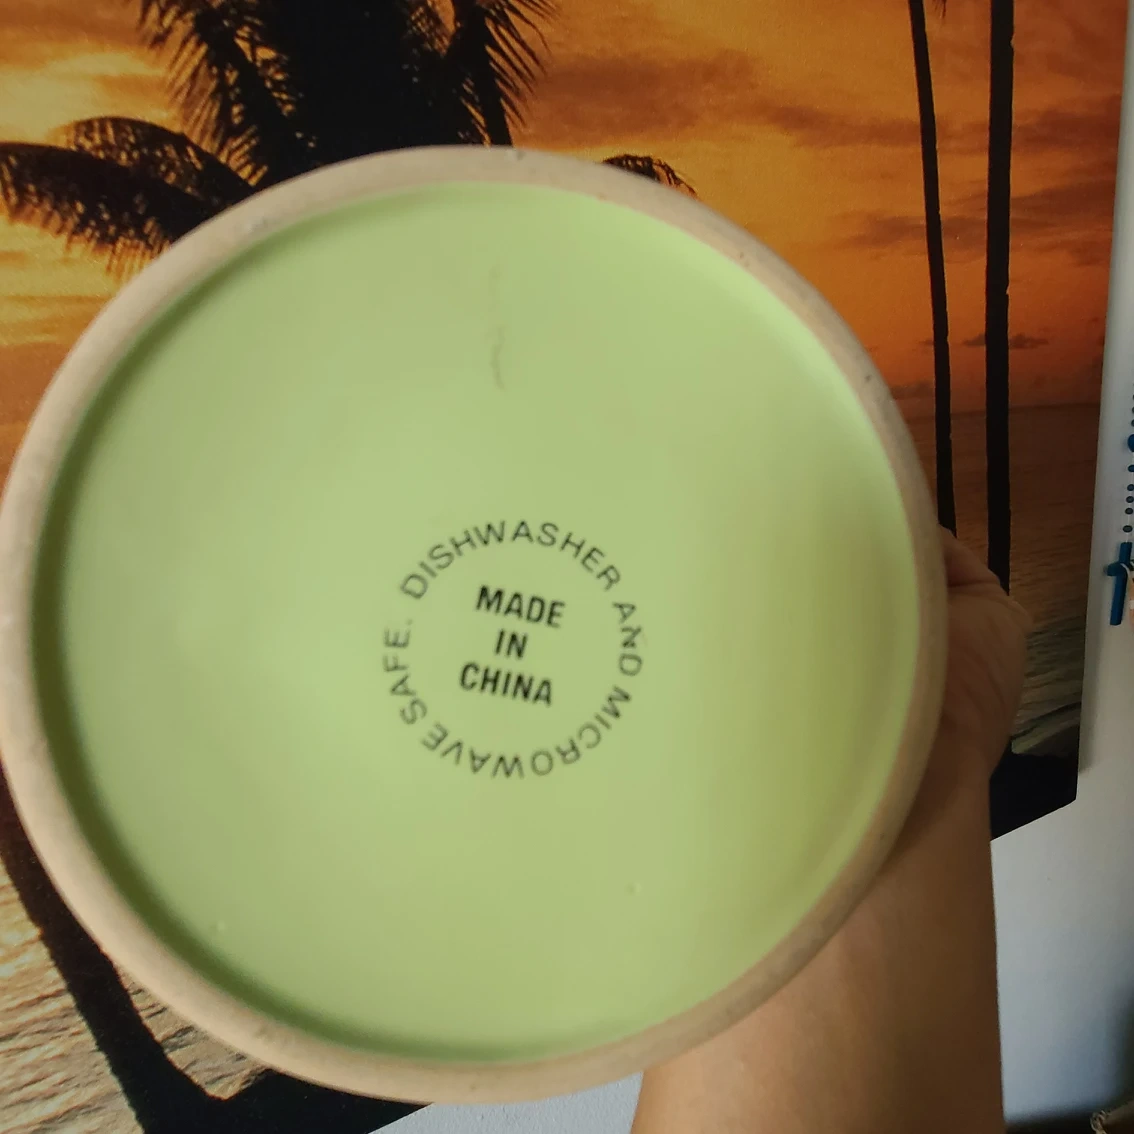 DISHWASHER AND MICROWAVE SAFE.
MADE
IN
CHINA